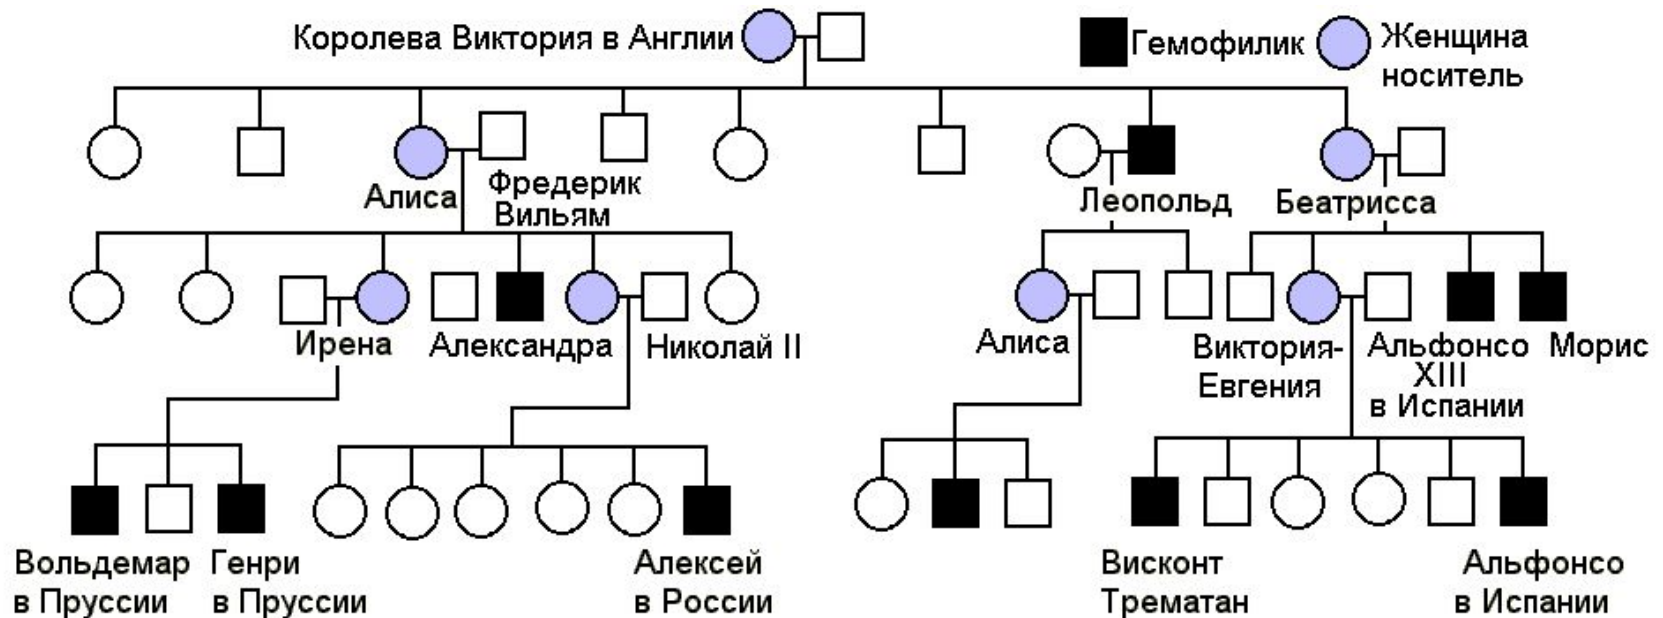 Королева Виктория в Англии
Гемофилик
Женщина
носитель
Алиса
Фредерик
Вильям
Леопольд
Беатрисса
Ирена
Александра
Николай II
Алиса
Виктория-
Евгения
Альфонсо
XIII
в Испании
Морис
Вольдемар
в Пруссии
Генри
в Пруссии
Алексей
в России
Висконт
Трематан
Альфонсо
в Испании